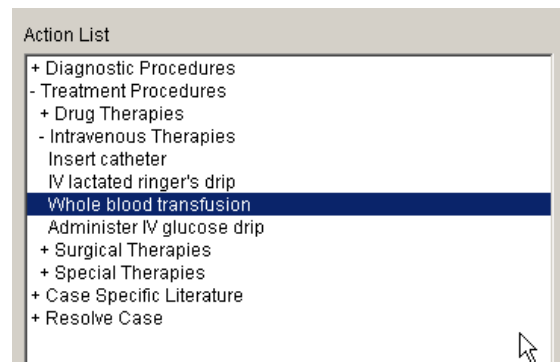 Action List
+ Diagnostic Procedures
- Treatment Procedures
+ Drug Therapies
- Intravenous Therapies
Insert catheter
IV lactated ringer's drip
Whole blood transfusion
Administer IV glucose drip
+ Surgical Therapies
+ Special Therapies
+ Case Specific Literature
+ Resolve Case